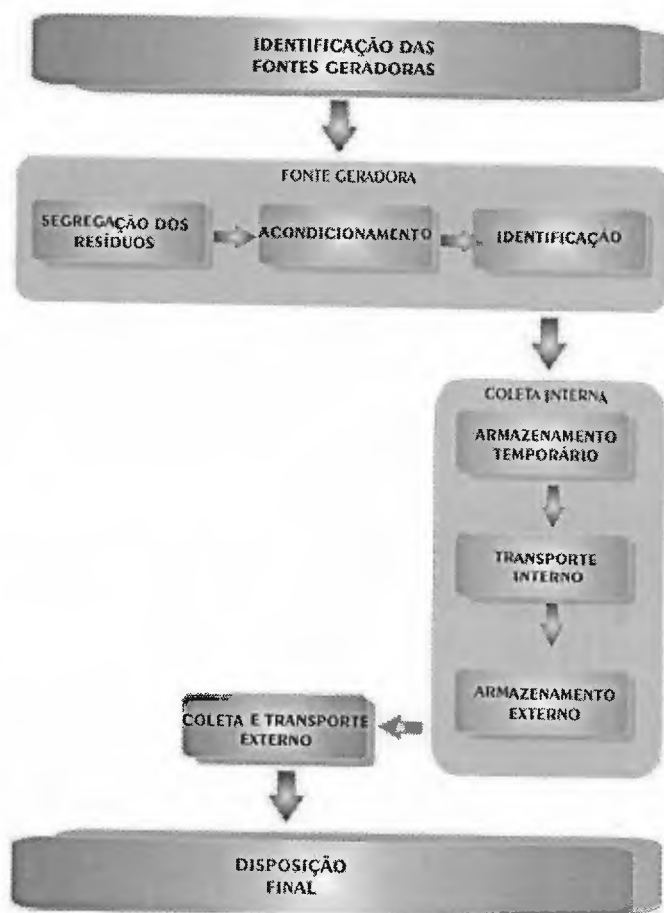 IDENTIFICAÇÃO DAS
FONTES GERADORAS
FONTE GERADORA
SEGREGAÇÃO DOS
RESÍDUOS
ACONDICIONAMENTO
IDENTIFICAÇÃO
COLETA INTERNA
ARMAZENAMENTO
TEMPORÁRIO
TRANSPORTE
INTERNO
ARMAZENAMENTO
EXTERNO
COLETA E TRANSPORTE
EXTERNO
DISPOSIÇÃO
FINAL